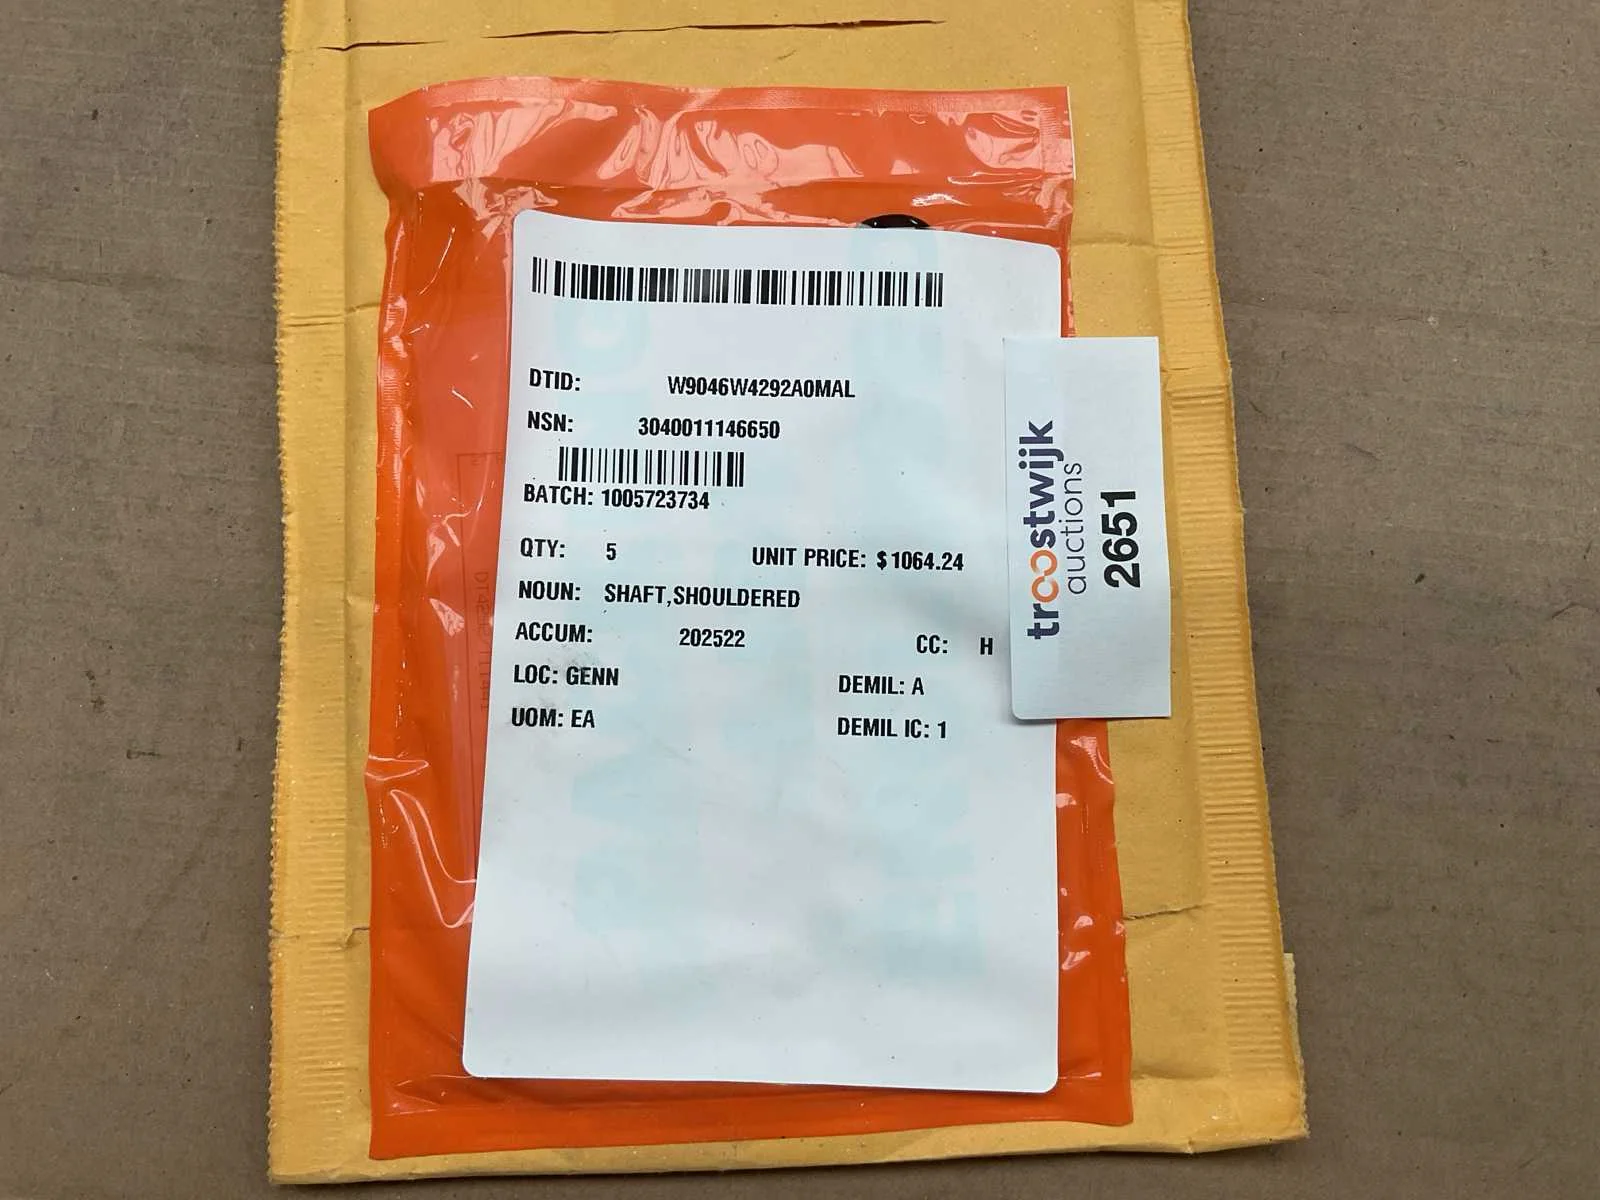 DTID: W9046W4292A0MAL
NSN: 3040011146650
BATCH: 1005723734
QTY: 5 UNIT PRICE: $1064.24
NOUN: SHAFT,SHOULDERED
ACCUM: 202522 CC: H
LOC: GENN DEMIL: A
UOM: EA DEMIL IC: 1
troostwijk
auctions
2651